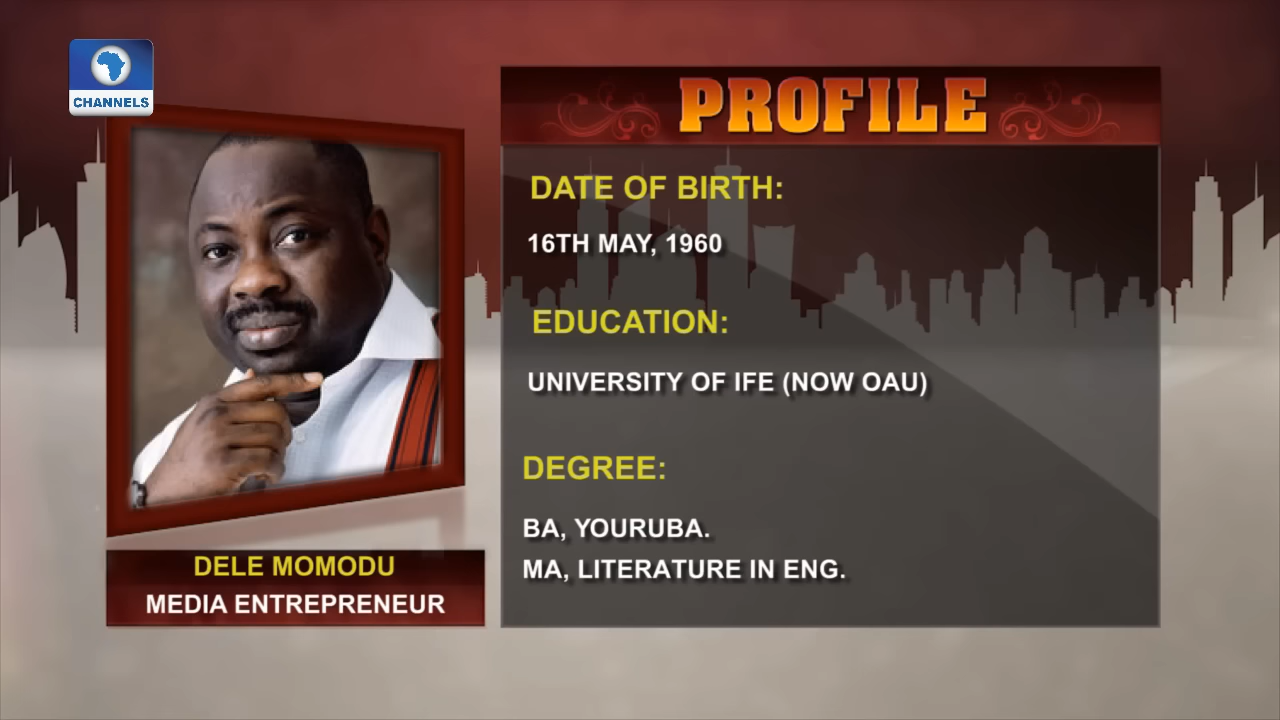 CHANNELS
PROFILE
DATE OF BIRTH:
16TH MAY, 1960
EDUCATION:
UNIVERSITY OF IFE (NOW OAU)
DEGREE:
BA, YOURUBA.
MA, LITERATURE IN ENG.
DELE MOMODU
MEDIA ENTREPRENEUR